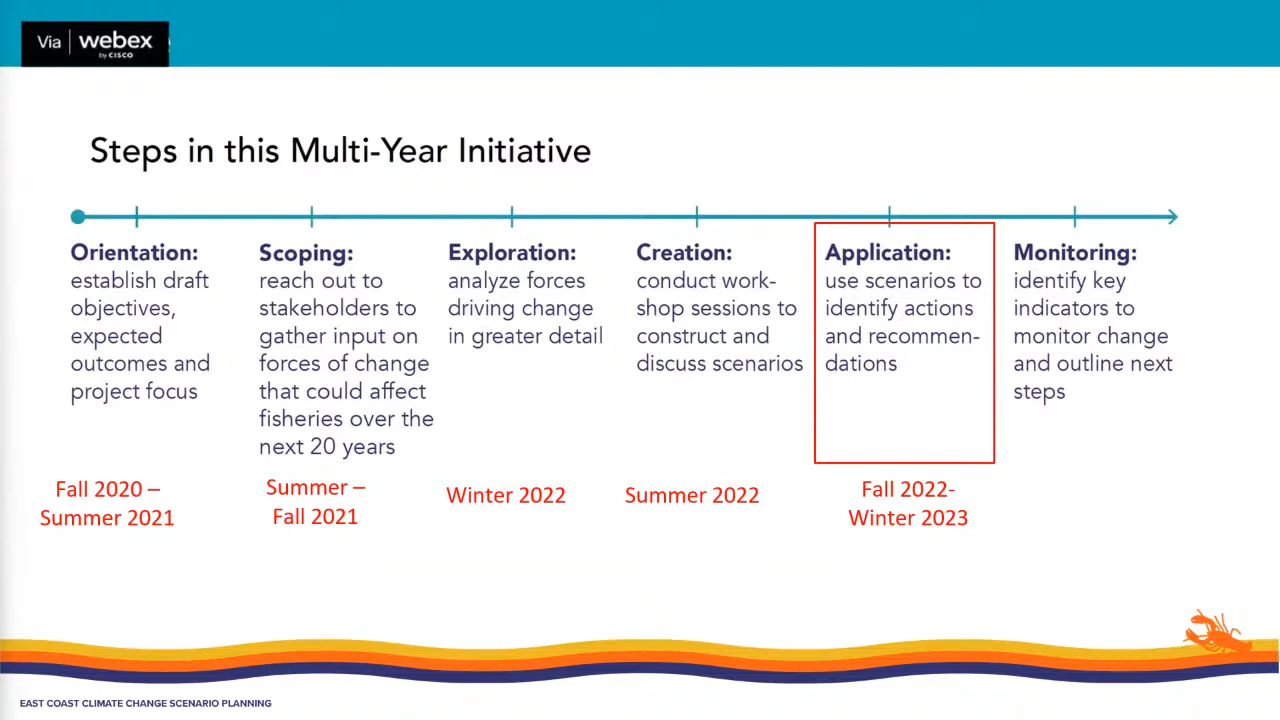 Via webex
by CISCO
Steps in this Multi-Year Initiative
Orientation:
establish draft
objectives,
expected
outcomes and
project focus
Fall 2020 –
Summer 2021
Scoping:
reach out to
stakeholders to
gather input on
forces of change
that could affect
fisheries over the
next 20 years
Summer –
Fall 2021
Exploration:
analyze forces
driving change
in greater detail
Winter 2022
Creation:
conduct work-
shop sessions to
construct and
discuss scenarios
Summer 2022
Application:
use scenarios to
identify actions
and recommen-
dations
Fall 2022-
Winter 2023
Monitoring:
identify key
indicators to
monitor change
and outline next
steps
EAST COAST CLIMATE CHANGE SCENARIO PLANNING